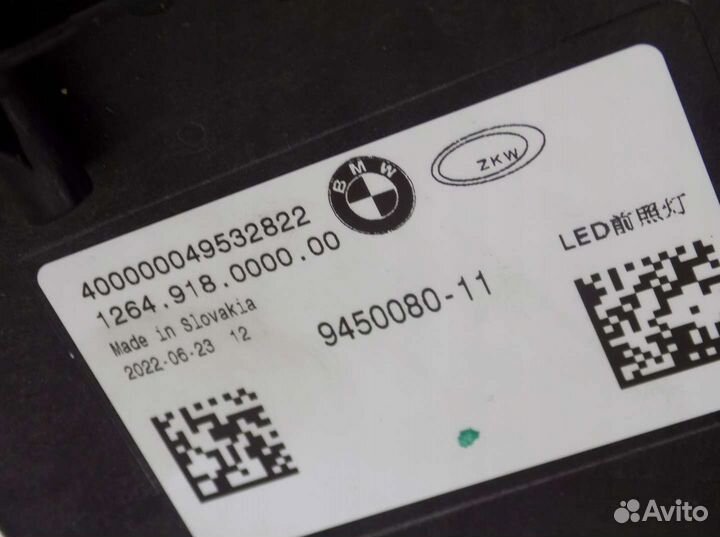 400000049532822
1264.918.0000.00
Made in Slovakia
2022-06-23 12
BMW
ZKW
9450080-11
LED前照灯
Avito